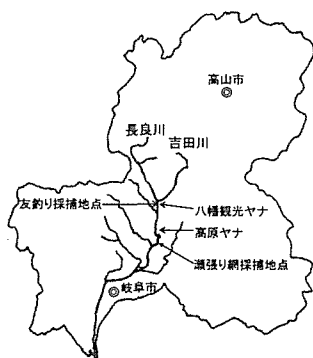 高山市
長良川
吉田川
友釣り採捕地点
八幡観光ヤナ
高原ヤナ
瀬張り網採捕地点
岐阜市